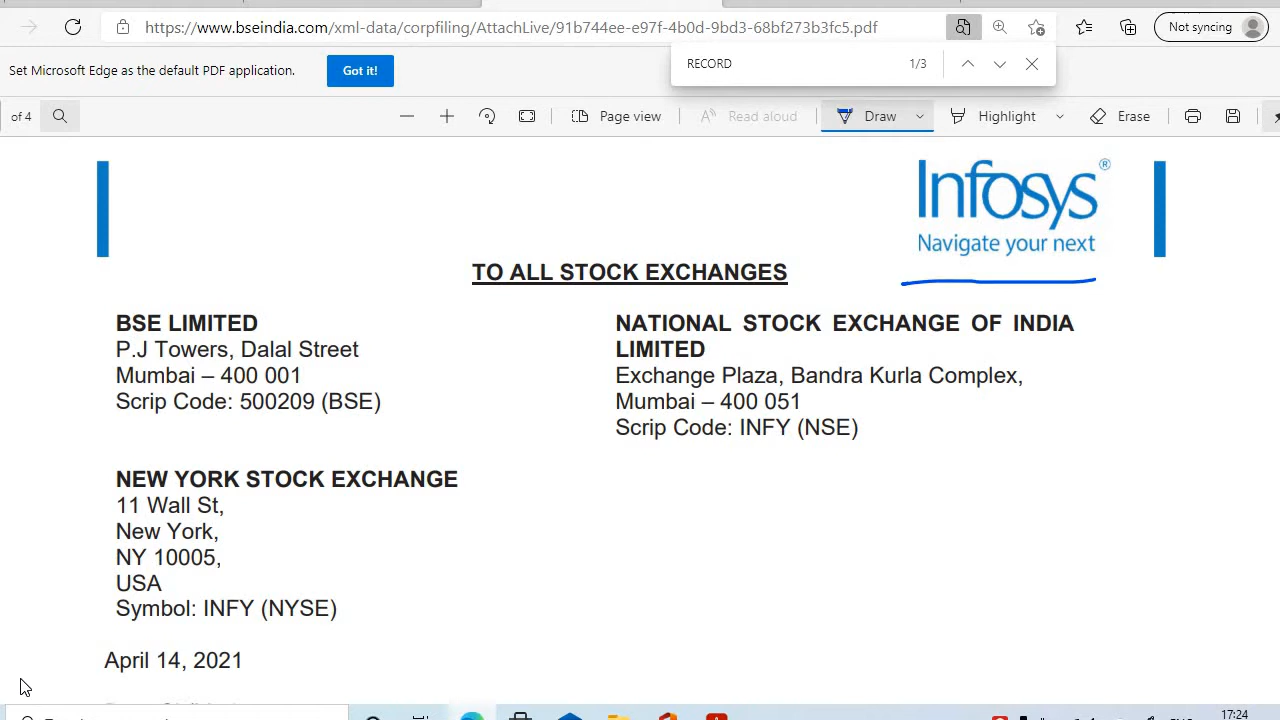 https://www.bseindia.com/xml-data/corpfiling/AttachLive/91b744ee-e97f-4b0d-9bd3-68bf273b3fc5.pdf
Not syncing
RECORD
1/3
Set Microsoft Edge as the default PDF application.
Got it!
of 4
Page view
Read aloud
Draw
Highlight
Erase
Infosys®
Navigate your next
TO ALL STOCK EXCHANGES
BSE LIMITED
P.J Towers, Dalal Street
Mumbai – 400 001
Scrip Code: 500209 (BSE)
NATIONAL STOCK EXCHANGE OF INDIA
LIMITED
Exchange Plaza, Bandra Kurla Complex,
Mumbai – 400 051
Scrip Code: INFY (NSE)
NEW YORK STOCK EXCHANGE
11 Wall St,
New York,
NY 10005,
USA
Symbol: INFY (NYSE)
April 14, 2021
17:24